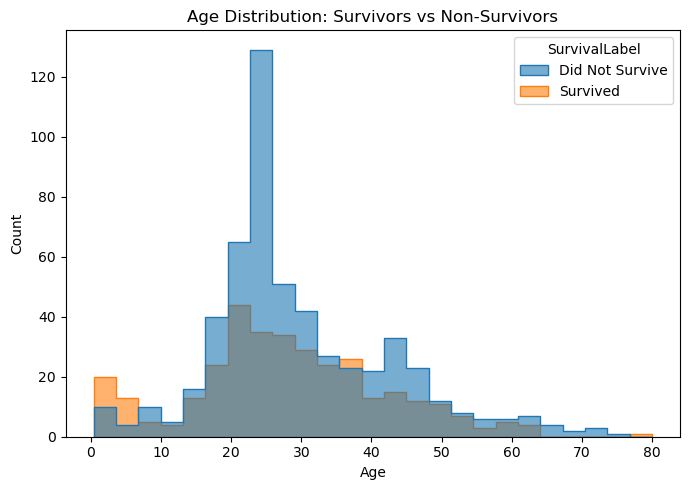 Age Distribution: Survivors vs Non-Survivors
SurvivalLabel
Did Not Survive
Survived
120
100
80
60
40
20
0
Count
0 10 20 30 40 50 60 70 80
Age